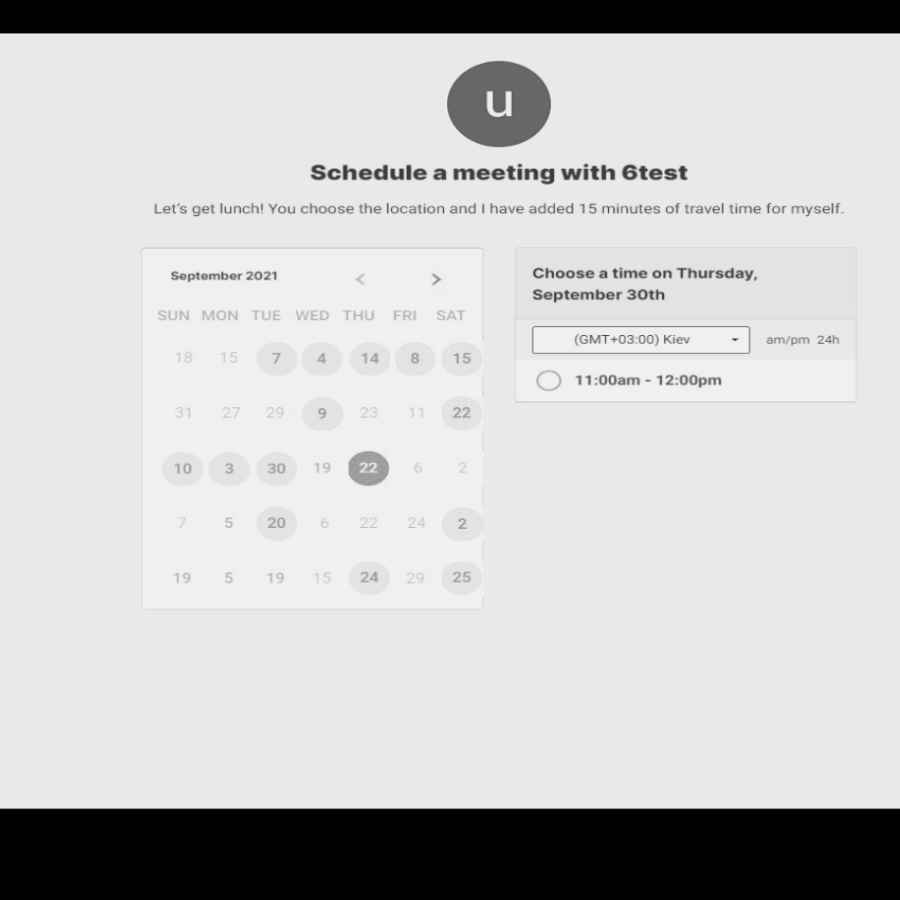 u
Schedule a meeting with 6test
Let's get lunch! You choose the location and I have added 15 minutes of travel time for myself.
September 2021 < >
SUN MON TUE WED THU FRI SAT
18 15 7 4 14 8 15
31 27 29 9 23 11 22
10 3 30 19 22 6 2
7 5 20 6 22 24 2
19 5 19 15 24 29 25
Choose a time on Thursday,
September 30th
(GMT+03:00) Kiev am/pm 24h
11:00am - 12:00pm